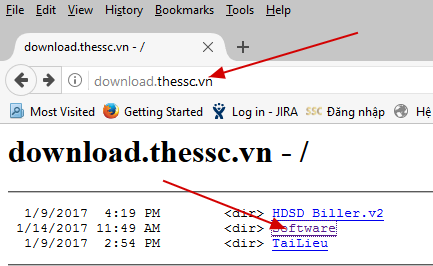 File Edit View History Bookmarks Tools Help
download.thessc.vn - /
download.thessc.vn
Most Visited Getting Started Log in - JIRA SSC Đăng nhập hệ
download.thessc.vn - /
1/9/2017 4:19 PM <dir> HDSD Biller.v2
1/14/2017 11:49 AM <dir> Software
1/9/2017 2:54 PM <dir> TaiLieu